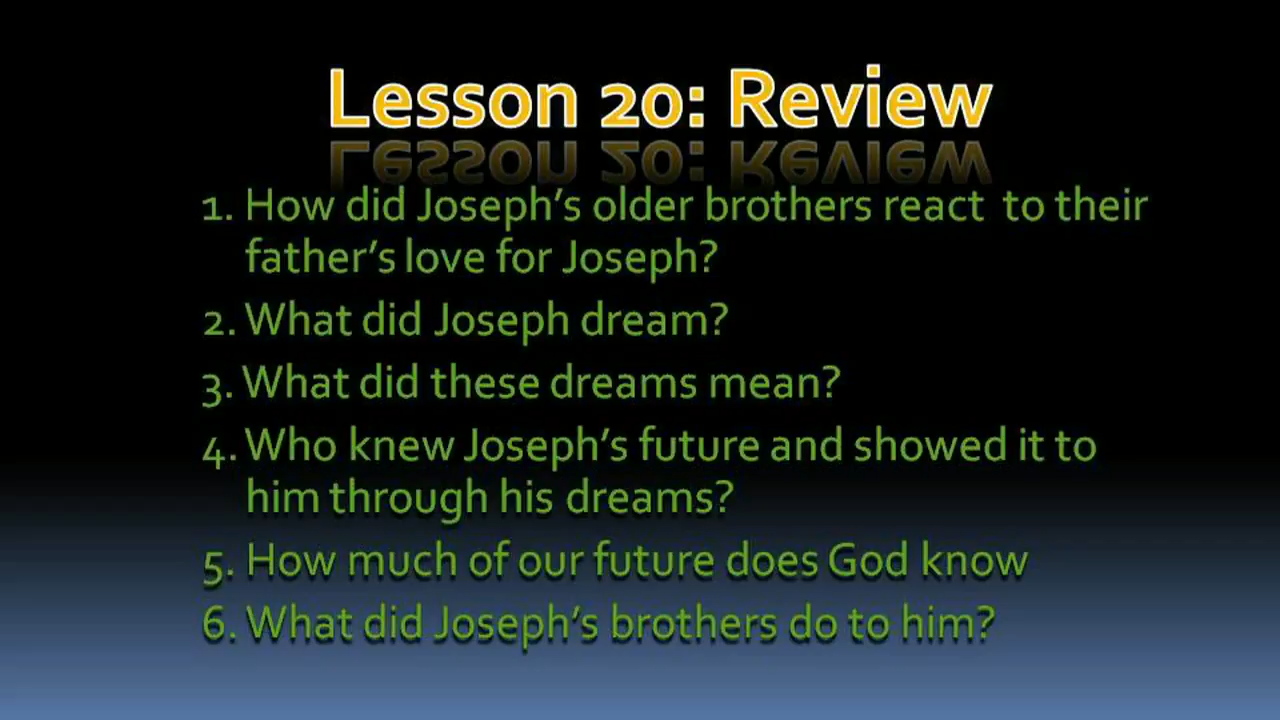 Lesson 20: Review
1. How did Joseph’s older brothers react  to their
father’s love for Joseph?
2. What did Joseph dream?
3. What did these dreams mean?
4. Who knew Joseph’s future and showed it to
him through his dreams?
5. How much of our future does God know
6. What did Joseph’s brothers do to him?